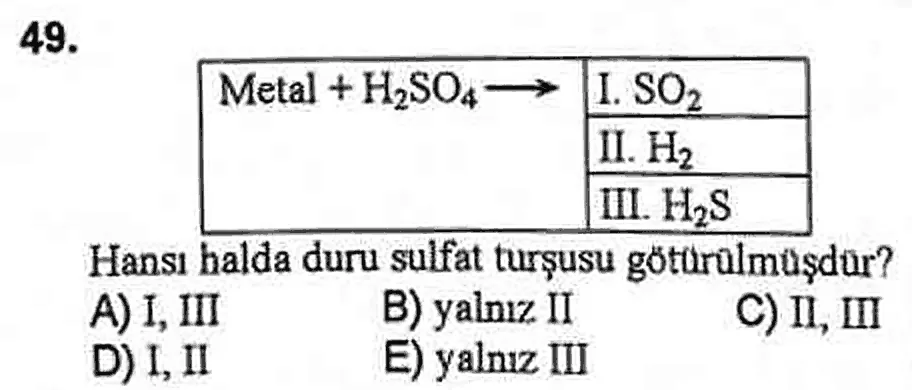 49.
Metal + H₂SO₄ ⟶ I. SO₂
II. H₂
III. H₂S
Hansı halda duru sulfat turşusu götürülmüşdür?
A) I, III B) yalnız II C) II, III
D) I, II E) yalnız III